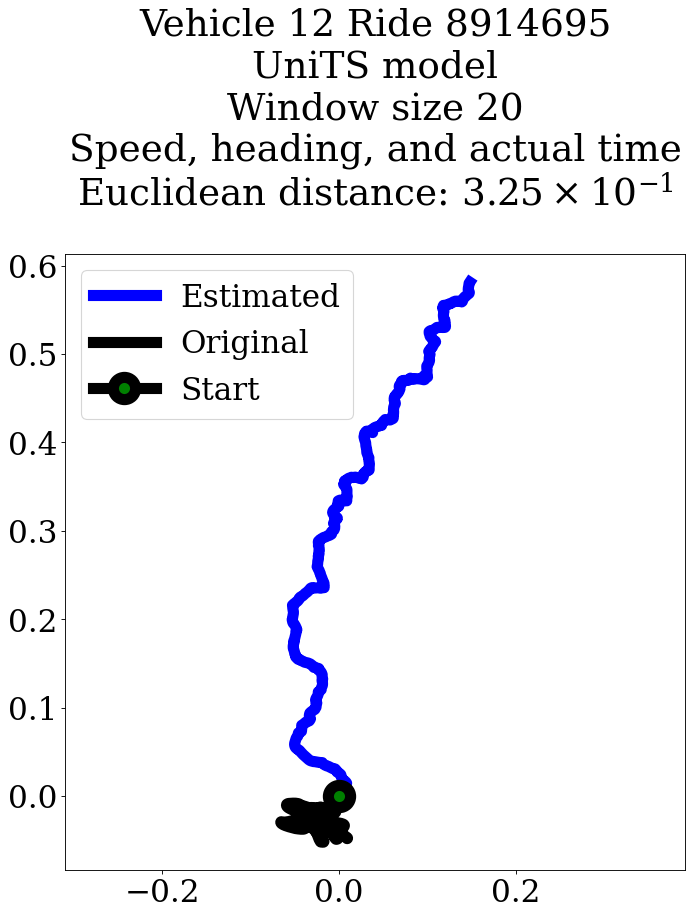 Vehicle 12 Ride 8914695
UniTS model
Window size 20
Speed, heading, and actual time
Euclidean distance: 3.25 × 10⁻¹
0.6
Estimated
0.5
Original
Start
0.4
0.3
0.2
0.1
0.0
−0.2 0.0 0.2